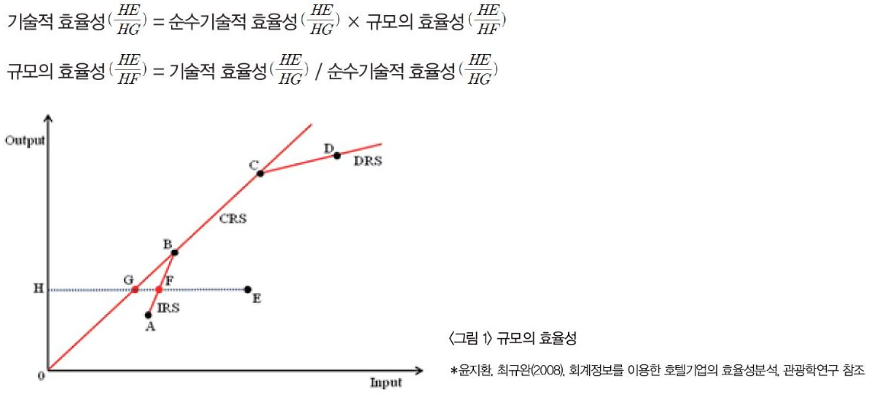 기술적 효율성(HE/HG) = 순수기술적 효율성(HE/HG) × 규모의 효율성(HE/HF)
규모의 효율성(HE/HF) = 기술적 효율성(HE/HG) / 순수기술적 효율성(HE/HG)
Output
D
C
DRS
CRS
B
G
F
H
E
IRS
A
0
Input
〈그림 1〉 규모의 효율성
*윤지환, 최규완(2008), 회계정보를 이용한 호텔기업의 효율성분석, 관광학연구 참조